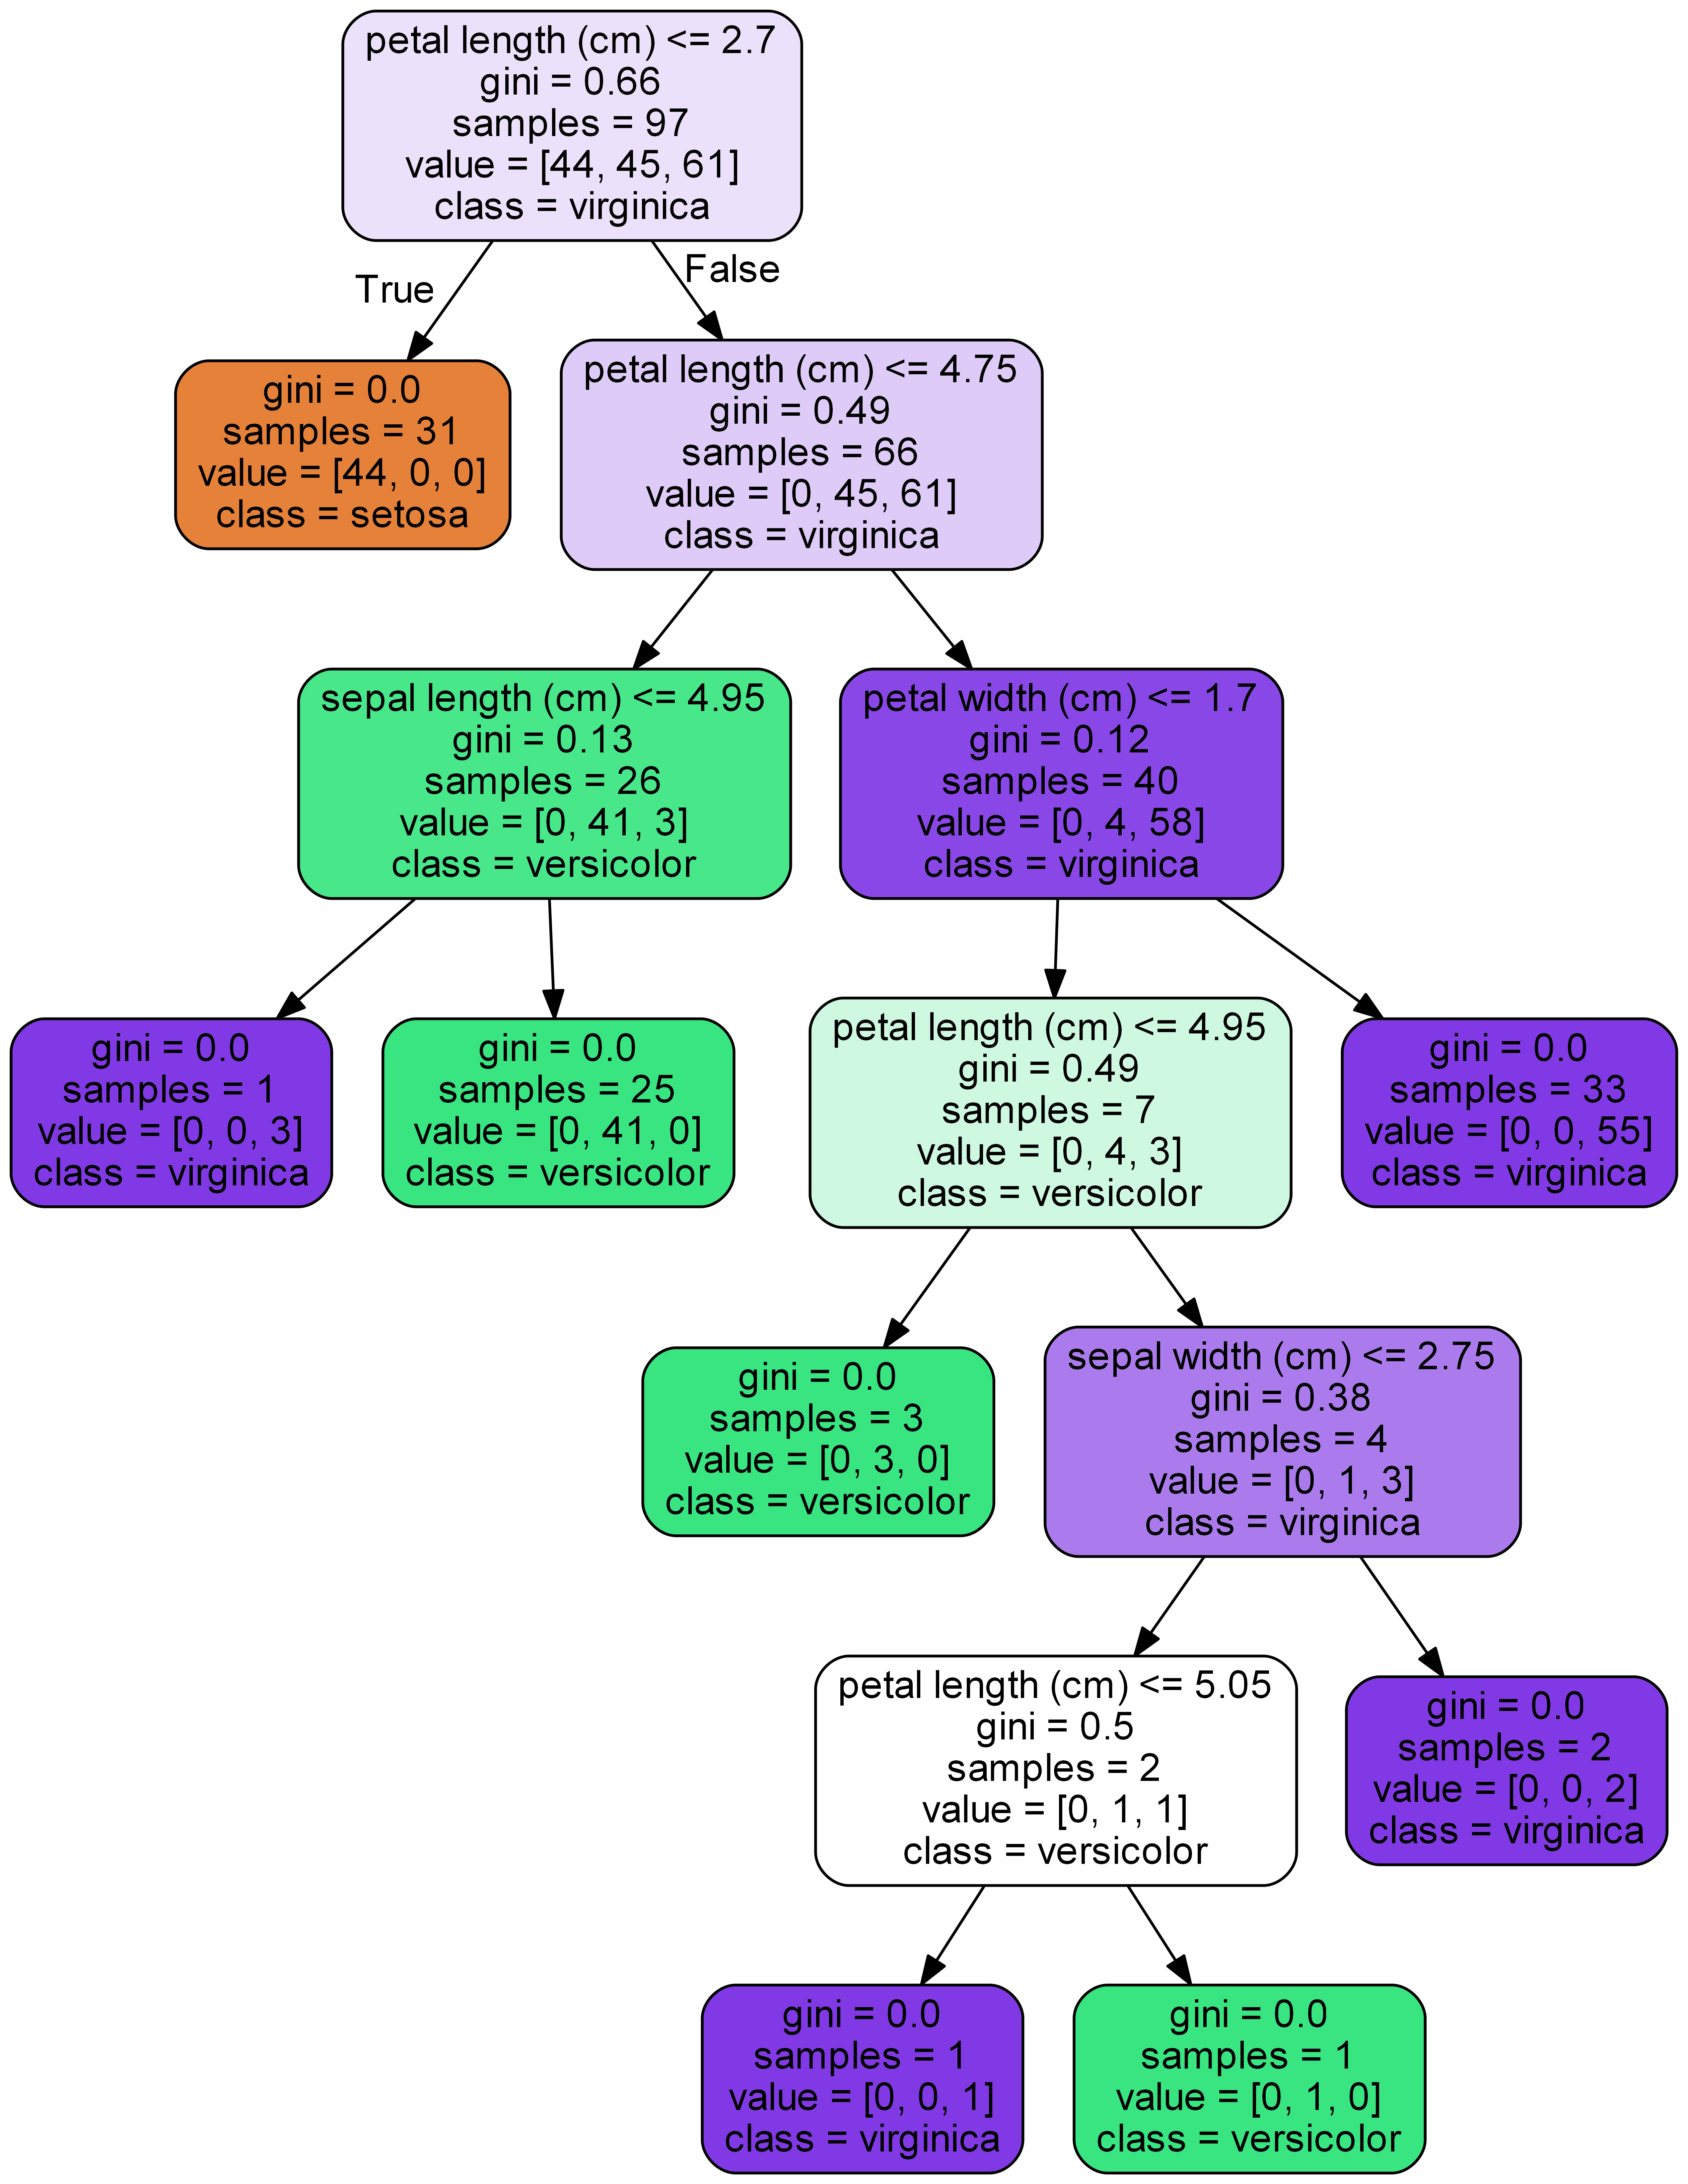 petal length (cm) <= 2.7
gini = 0.66
samples = 97
value = [44, 45, 61]
class = virginica
True
False
gini = 0.0
samples = 31
value = [44, 0, 0]
class = setosa
petal length (cm) <= 4.75
gini = 0.49
samples = 66
value = [0, 45, 61]
class = virginica
sepal length (cm) <= 4.95
gini = 0.13
samples = 26
value = [0, 41, 3]
class = versicolor
petal width (cm) <= 1.7
gini = 0.12
samples = 40
value = [0, 4, 58]
class = virginica
gini = 0.0
samples = 1
value = [0, 0, 3]
class = virginica
gini = 0.0
samples = 25
value = [0, 41, 0]
class = versicolor
petal length (cm) <= 4.95
gini = 0.49
samples = 7
value = [0, 4, 3]
class = versicolor
gini = 0.0
samples = 33
value = [0, 0, 55]
class = virginica
gini = 0.0
samples = 3
value = [0, 3, 0]
class = versicolor
sepal width (cm) <= 2.75
gini = 0.38
samples = 4
value = [0, 1, 3]
class = virginica
petal length (cm) <= 5.05
gini = 0.5
samples = 2
value = [0, 1, 1]
class = versicolor
gini = 0.0
samples = 2
value = [0, 0, 2]
class = virginica
gini = 0.0
samples = 1
value = [0, 0, 1]
class = virginica
gini = 0.0
samples = 1
value = [0, 1, 0]
class = versicolor